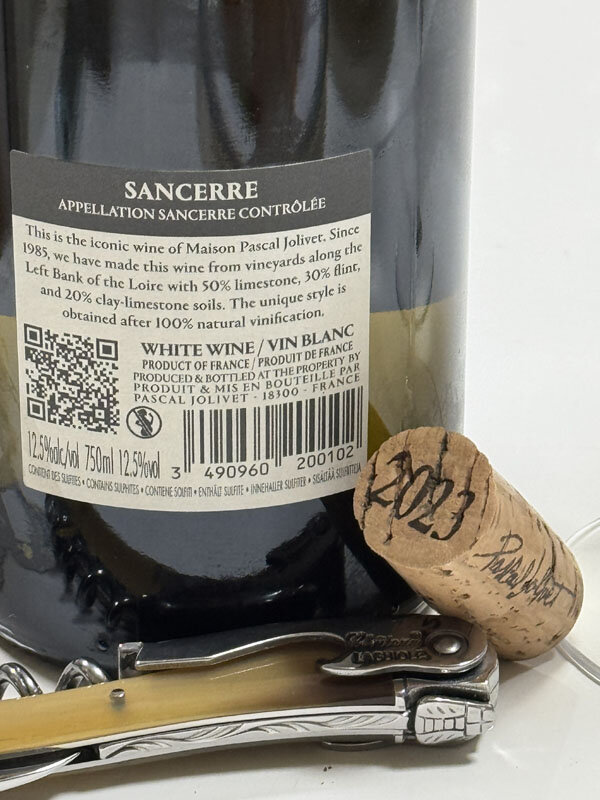 SANCERRE
APPELLATION SANCERRE CONTRÔLÉE
This is the iconic wine of Maison Pascal Jolivet. Since
1985, we have made this wine from vineyards along the
Left Bank of the Loire with 50% limestone, 30% flint,
and 20% clay-limestone soils. The unique style is
obtained after 100% natural vinification.
WHITE WINE / VIN BLANC
PRODUCT OF FRANCE / PRODUIT DE FRANCE
PRODUCED & BOTTLED AT THE PROPERTY BY
PRODUIT & MIS EN BOUTEILLE PAR
PASCAL JOLIVET - 18300 - FRANCE
12.5%alc/vol 750ml 12.5%vol
3 490960 200102
CONTIENT DES SULFITES • CONTAINS SULPHITES • CONTIENE SOLFITI • ENTHÄLT SULFITE • INNEHALLER SULFITER • SISÄLTÄÄ SULFIITTEJA
2023
Pascal Jolivet
LAGUIOLE